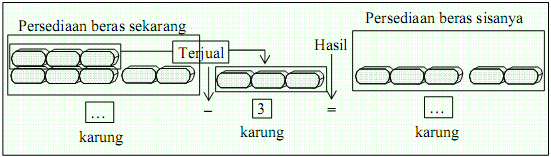 Persediaan beras sekarang
Persediaan beras sisanya
Terjual
Hasil
...
–
3
=
...
karung
karung
karung